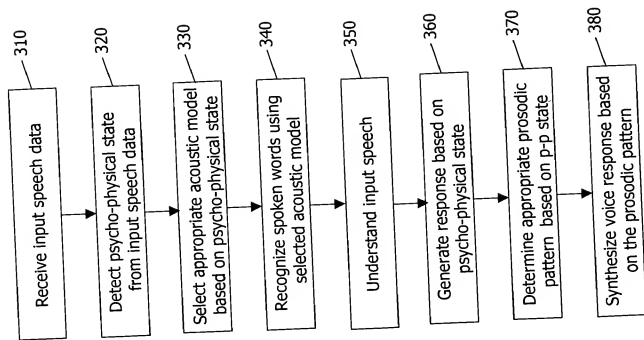 310
Receive input speech data
320
Detect psycho-physical state
from input speech data
330
Select appropriate acoustic model
based on psycho-physical state
340
Recognize spoken words using
selected acoustic model
350
Understand input speech
360
Generate response based on
psycho-physical state
370
Determine appropriate prosodic
pattern based on p-p state
380
Synthesize voice response based
on the prosodic pattern